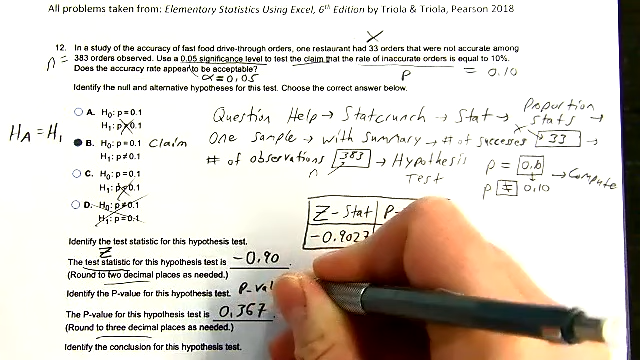 All problems taken from: Elementary Statistics Using Excel, 6th Edition by Triola & Triola, Pearson 2018
x
12. In a study of the accuracy of fast food drive-through orders, one restaurant had 33 orders that were not accurate among
n = 383 orders observed. Use a 0.05 significance level to test the claim that the rate of inaccurate orders is equal to 10%.
Does the accuracy rate appear to be acceptable? α = 0.05 p = 0.10
Identify the null and alternative hypotheses for this test. Choose the correct answer below.
A. H0: p = 0.1
H1: p 0.1
B. H0: p = 0.1 Claim
H1: p ≠ 0.1
C. H0: p = 0.1
H1: p 0.1
D. H0: p ≠ 0.1
H1: p = 0.1
HA = H1
Question Help → Statcrunch → Stat → Proportion Stats →
One Sample → with Summary → # of successes x 33 →
# of observations 383 → Hypothesis Test
n
p = 0.10
p ≠ 0.10 → Compute
Z-Stat P-
-0.9027
Identify the test statistic for this hypothesis test.
Z
The test statistic for this hypothesis test is -0.90.
(Round to two decimal places as needed.)
Identify the P-value for this hypothesis test. P-val
The P-value for this hypothesis test is 0.367.
(Round to three decimal places as needed.)
Identify the conclusion for this hypothesis test.